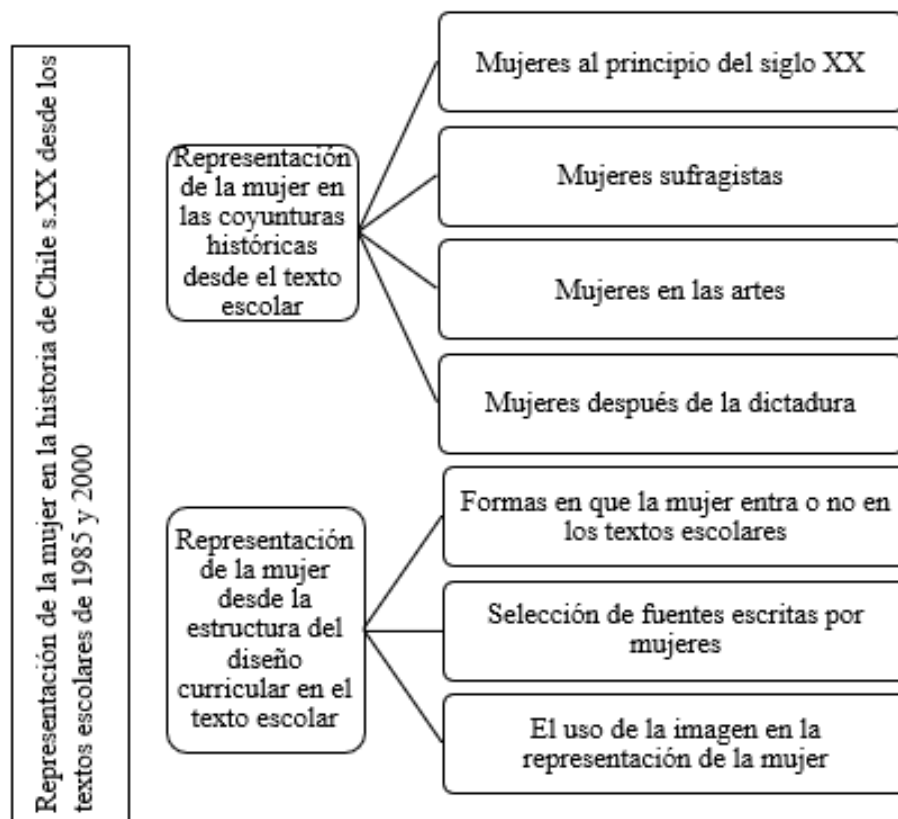 Representación de la mujer en la historia de Chile s.XX desde los
textos escolares de 1985 y 2000
Representación
de la mujer en
las coyunturas
históricas
desde el texto
escolar
Mujeres al principio del siglo XX
Mujeres sufragistas
Mujeres en las artes
Mujeres después de la dictadura
Representación
de la mujer
desde la
estructura del
diseño
curricular en el
texto escolar
Formas en que la mujer entra o no en
los textos escolares
Selección de fuentes escritas por
mujeres
El uso de la imagen en la
representación de la mujer